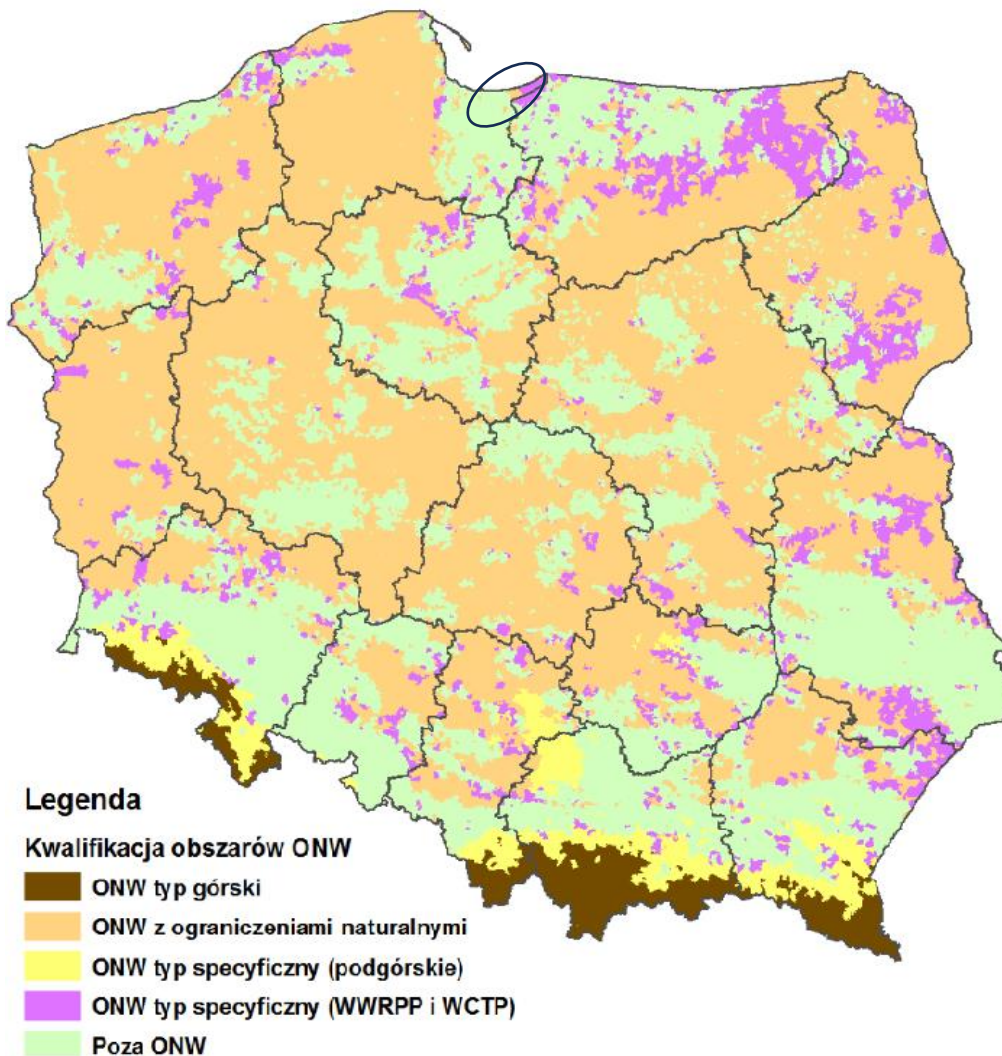 Legenda
Kwalifikacja obszarów ONW
ONW typ górski
ONW z ograniczeniami naturalnymi
ONW typ specyficzny (podgórskie)
ONW typ specyficzny (WWRPP i WCTP)
Poza ONW